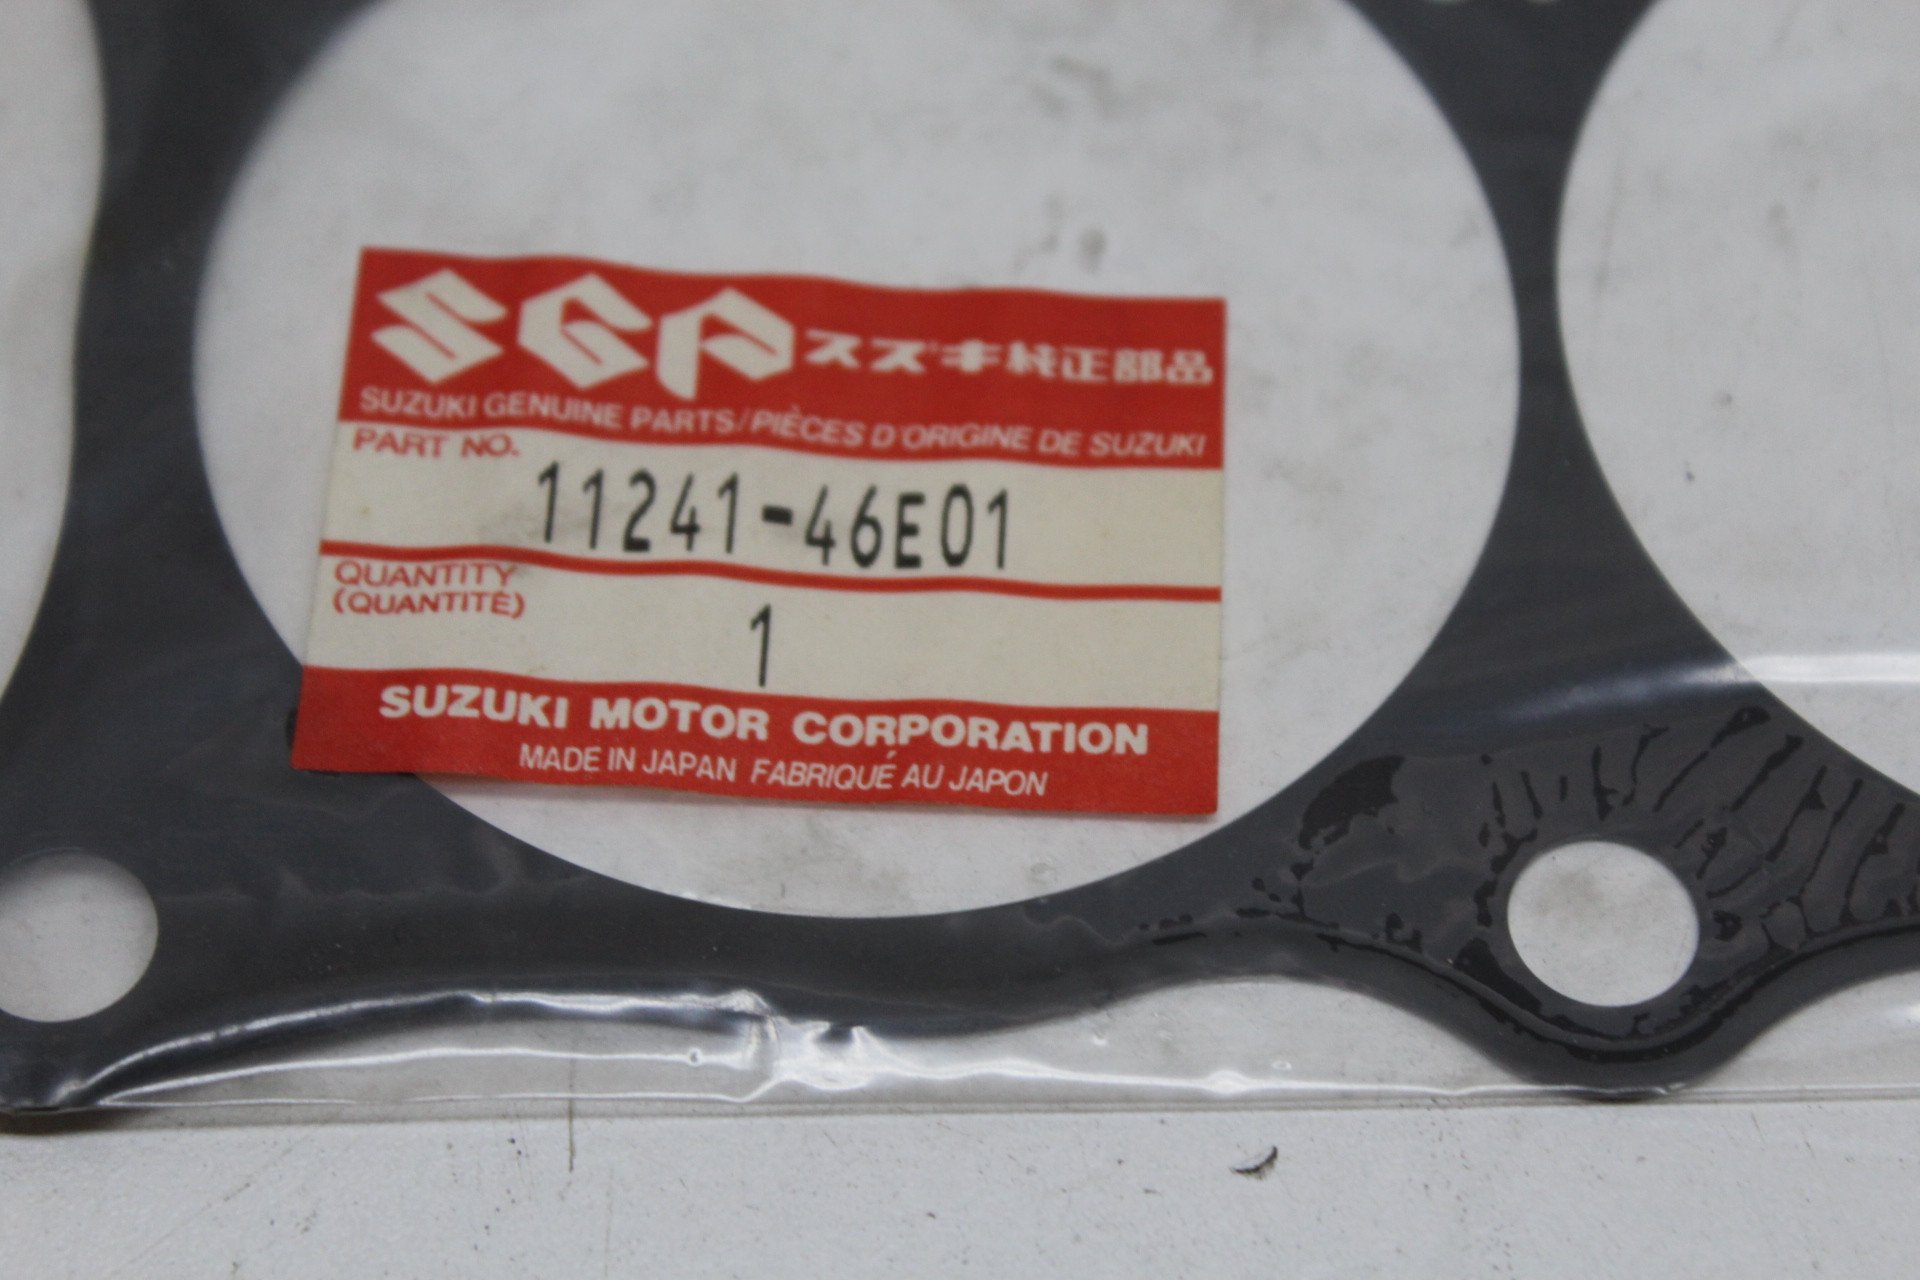 SGP スズキ純正部品
SUZUKI GENUINE PARTS/PIÈCES D'ORIGINE DE SUZUKI
PART NO.
11241-46E01
QUANTITY
(QUANTITÉ)
1
SUZUKI MOTOR CORPORATION
MADE IN JAPAN FABRIQUÉ AU JAPON